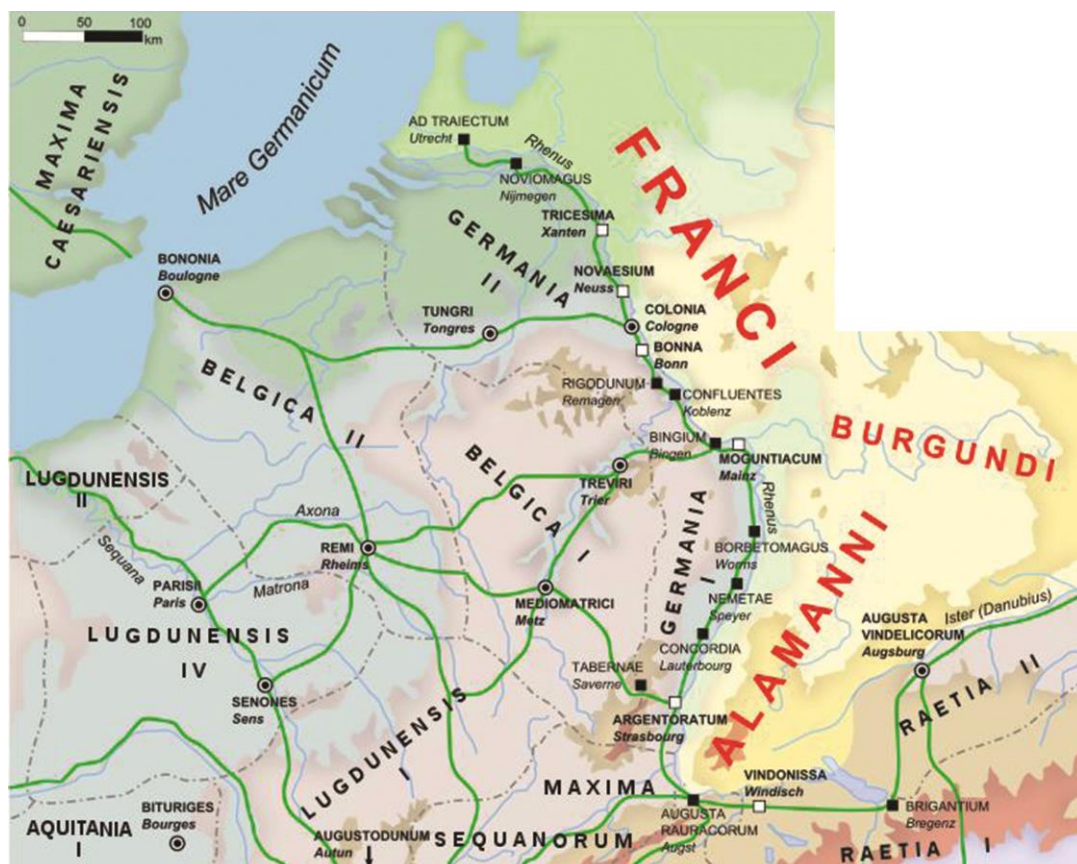 0 50 100
km
MAXIMA
CAESARIENSIS
Mare Germanicum
AD TRAIECTUM
Utrecht
Rhenus
NOVIOMAGUS
Nijmegen
FRANCI
TRICESIMA
Xanten
GERMANIA
II
BONONIA
Boulogne
NOVAESIUM
Neuss
TUNGRI
Tongres
COLONIA
Cologne
BONNA
Bonn
BELGICA
II
RIGODUNUM
Remagen
CONFLUENTES
Koblenz
BINGIUM
Bingen
BURGUNDI
MOGUNTIACUM
Mainz
BELGICA
I
TREVIRI
Trier
LUGDUNENSIS
II
Rhenus
Axona
Sequana
REMI
Rheims
GERMANIA
I
BORBETOMAGUS
Worms
ALAMANNI
PARISII
Paris
Matrona
MEDIOMATRICI
Metz
NEMETAE
Speyer
AUGUSTA
VINDELICORUM
Augsburg
Ister (Danubius)
LUGDUNENSIS
IV
CONCORDIA
Lauterbourg
TABERNAE
Saverne
SENONES
Sens
ARGENTORATUM
Strasbourg
RAETIA II
LUGDUNENSIS
I
MAXIMA
SEQUANORUM
VINDONISSA
Windisch
BITURIGES
Bourges
AUGUSTA
RAURACORUM
Augst
BRIGANTIUM
Bregenz
AQUITANIA
I
AUGUSTODUNUM
Autun
RAETIA I